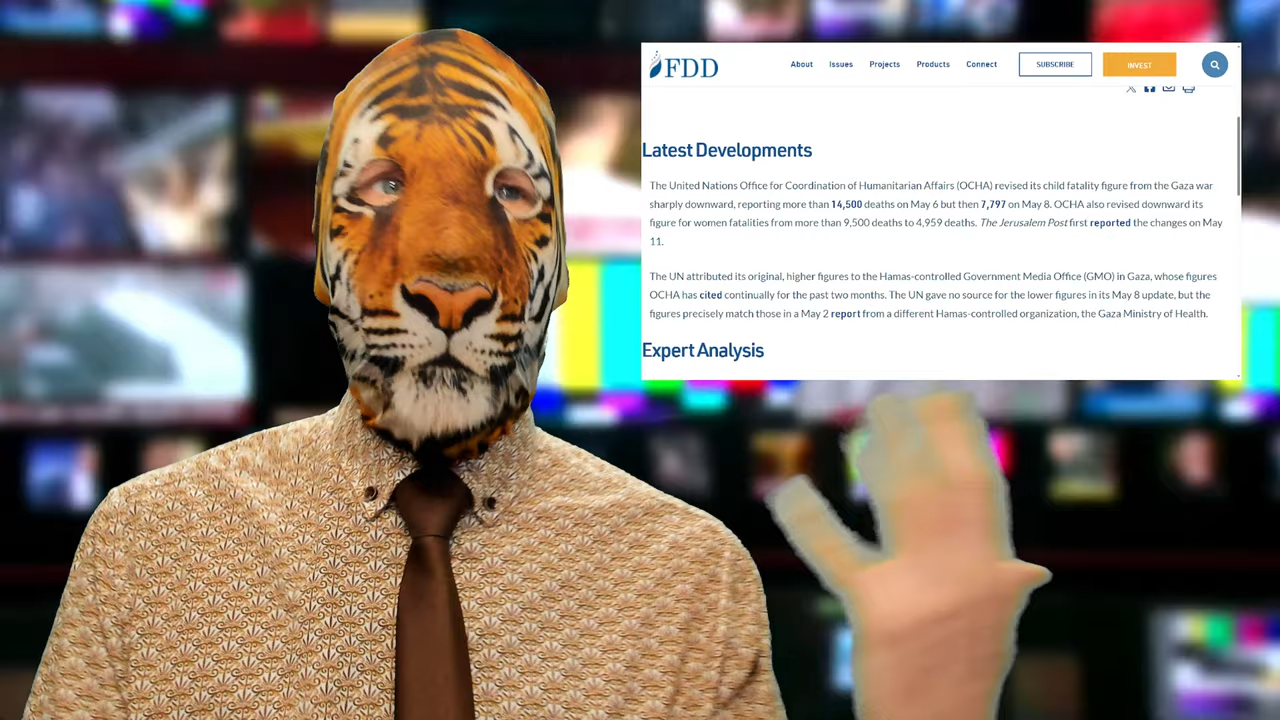 FDD
About Issues Projects Products Connect SUBSCRIBE INVEST
Latest Developments
The United Nations Office for Coordination of Humanitarian Affairs (OCHA) revised its child fatality figure from the Gaza war
sharply downward, reporting more than 14,500 deaths on May 6 but then 7,797 on May 8. OCHA also revised downward its
figure for women fatalities from more than 9,500 deaths to 4,959 deaths. The Jerusalem Post first reported the changes on May
11.
The UN attributed its original, higher figures to the Hamas-controlled Government Media Office (GMO) in Gaza, whose figures
OCHA has cited continually for the past two months. The UN gave no source for the lower figures in its May 8 update, but the
figures precisely match those in a May 2 report from a different Hamas-controlled organization, the Gaza Ministry of Health.
Expert Analysis